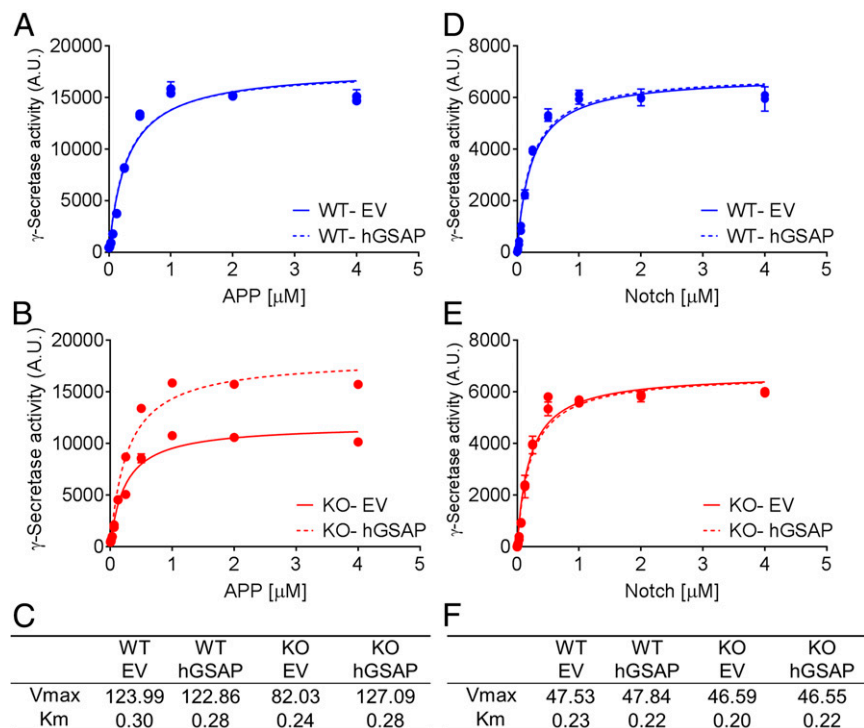 A
γ-Secretase activity (A.U.)
20000
15000
10000
5000
0
0 1 2 3 4 5
APP [μM]
WT- EV
WT- hGSAP
D
γ-Secretase activity (A.U.)
8000
6000
4000
2000
0
0 1 2 3 4 5
Notch [μM]
WT- EV
WT- hGSAP
B
γ-Secretase activity (A.U.)
20000
15000
10000
5000
0
0 1 2 3 4 5
APP [μM]
KO- EV
KO- hGSAP
E
γ-Secretase activity (A.U.)
8000
6000
4000
2000
0
0 1 2 3 4 5
Notch [μM]
KO- EV
KO- hGSAP
C
WT WT KO KO
EV hGSAP EV hGSAP
Vmax 123.99 122.86 82.03 127.09
Km 0.30 0.28 0.24 0.28
F
WT WT KO KO
EV hGSAP EV hGSAP
Vmax 47.53 47.84 46.59 46.55
Km 0.23 0.22 0.20 0.22